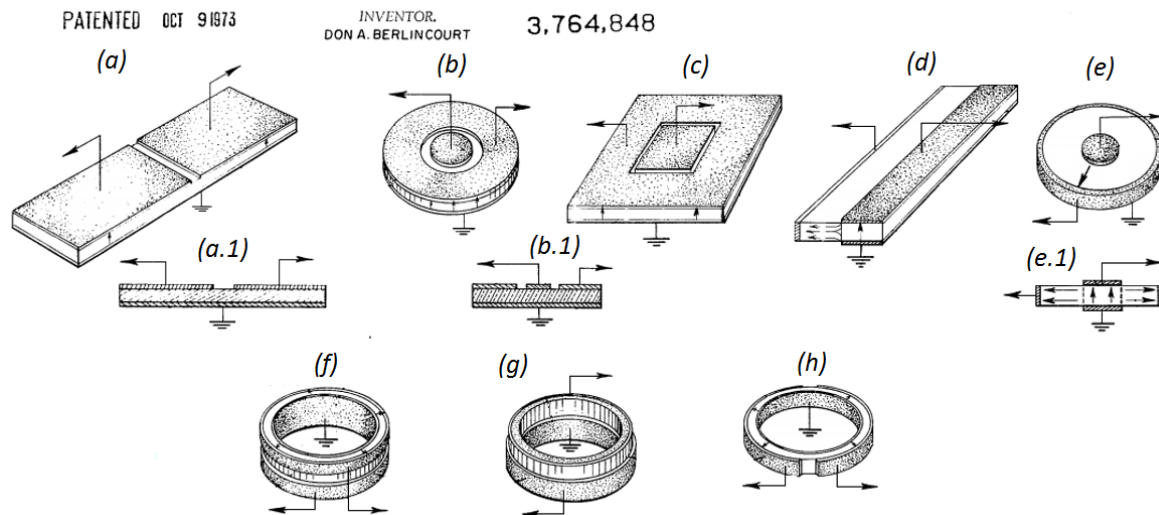 PATENTED OCT 9 1973
INVENTOR.
DON A. BERLINCOURT
3,764,848
(a)
(b)
(c)
(d)
(e)
(a.1)
(b.1)
(e.1)
(f)
(g)
(h)